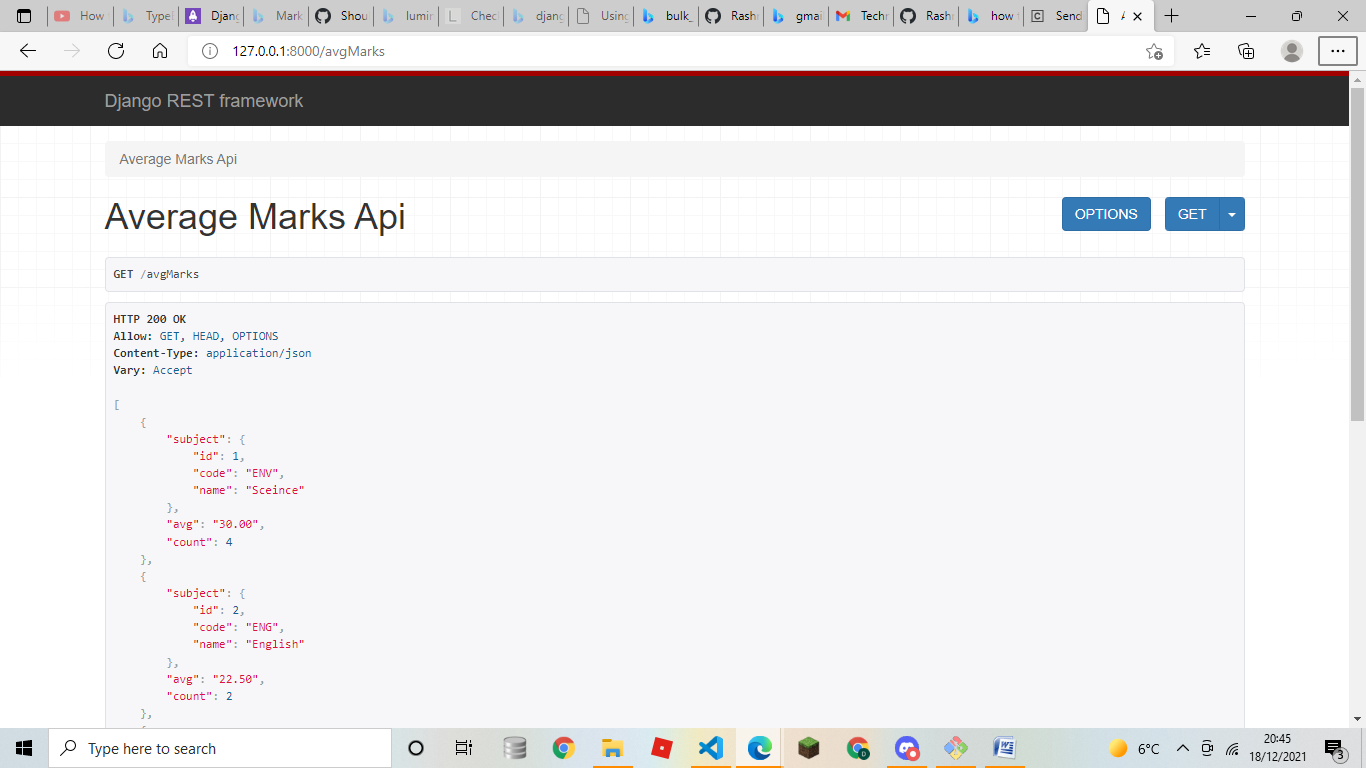 How
Type
Djang
Mark
Shou
lumir
Chec
djang
Using
bulk_
Rash
gmai
Techr
Rash
how t
Send
127.0.0.1:8000/avgMarks
Django REST framework
Average Marks Api
Average Marks Api
OPTIONS
GET
GET /avgMarks
HTTP 200 OK
Allow: GET, HEAD, OPTIONS
Content-Type: application/json
Vary: Accept
[
{
"subject": {
"id": 1,
"code": "ENV",
"name": "Sceince"
},
"avg": "30.00",
"count": 4
},
{
"subject": {
"id": 2,
"code": "ENG",
"name": "English"
},
"avg": "22.50",
"count": 2
},
Type here to search
6°C
20:45
18/12/2021
3